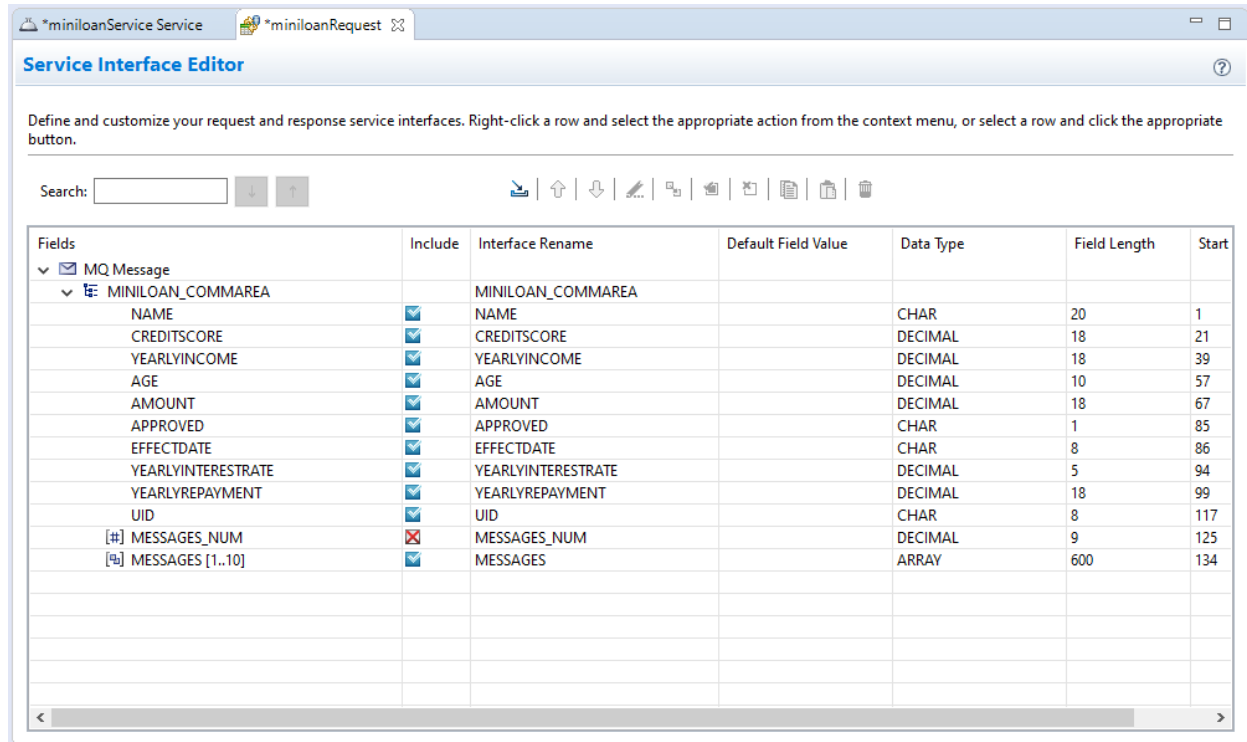 *miniloanService Service *miniloanRequest
Service Interface Editor
Define and customize your request and response service interfaces. Right-click a row and select the appropriate action from the context menu, or select a row and click the appropriate
button.
Search:
Fields Include Interface Rename Default Field Value Data Type Field Length Start
MQ Message
MINILOAN_COMMAREA MINILOAN_COMMAREA
NAME NAME CHAR 20 1
CREDITSCORE CREDITSCORE DECIMAL 18 21
YEARLYINCOME YEARLYINCOME DECIMAL 18 39
AGE AGE DECIMAL 10 57
AMOUNT AMOUNT DECIMAL 18 67
APPROVED APPROVED CHAR 1 85
EFFECTDATE EFFECTDATE CHAR 8 86
YEARLYINTERESTRATE YEARLYINTERESTRATE DECIMAL 5 94
YEARLYREPAYMENT YEARLYREPAYMENT DECIMAL 18 99
UID UID CHAR 8 117
[#] MESSAGES_NUM MESSAGES_NUM DECIMAL 9 125
MESSAGES [1..10] MESSAGES ARRAY 600 134